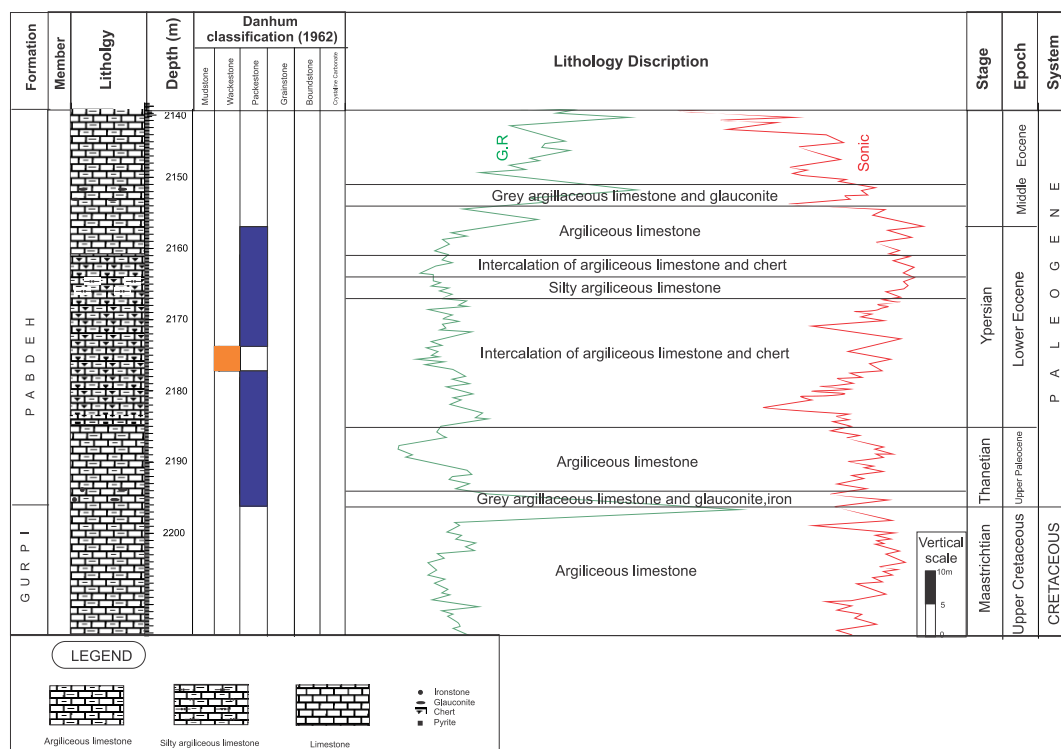 Formation
Member
Litholgy
Depth (m)
Danhum
classification (1962)
Mudstone
Wackestone
Packestone
Grainstone
Boundstone
Crystaline Carbonate
Lithology Discription
Stage
Epoch
System
2140
2150
2160
2170
2180
2190
2200
PABDEH
GURPI
G.R
Sonic
Grey argillaceous limestone and glauconite
Argiliceous limestone
Intercalation of argiliceous limestone and chert
Silty argiliceous limestone
Intercalation of argiliceous limestone and chert
Argiliceous limestone
Grey argillaceous limestone and glauconite,iron
Argiliceous limestone
Ypersian
Thanetian
Maastrichtian
Middle Eocene
Lower Eocene
Upper Paleocene
Upper Cretaceous
PALEOGENE
CRETACEOUS
Vertical
scale
10m
5
0
LEGEND
Argiliceous limestone
Silty argiliceous limestone
Limestone
Ironstone
Glauconite
Chert
Pyrite